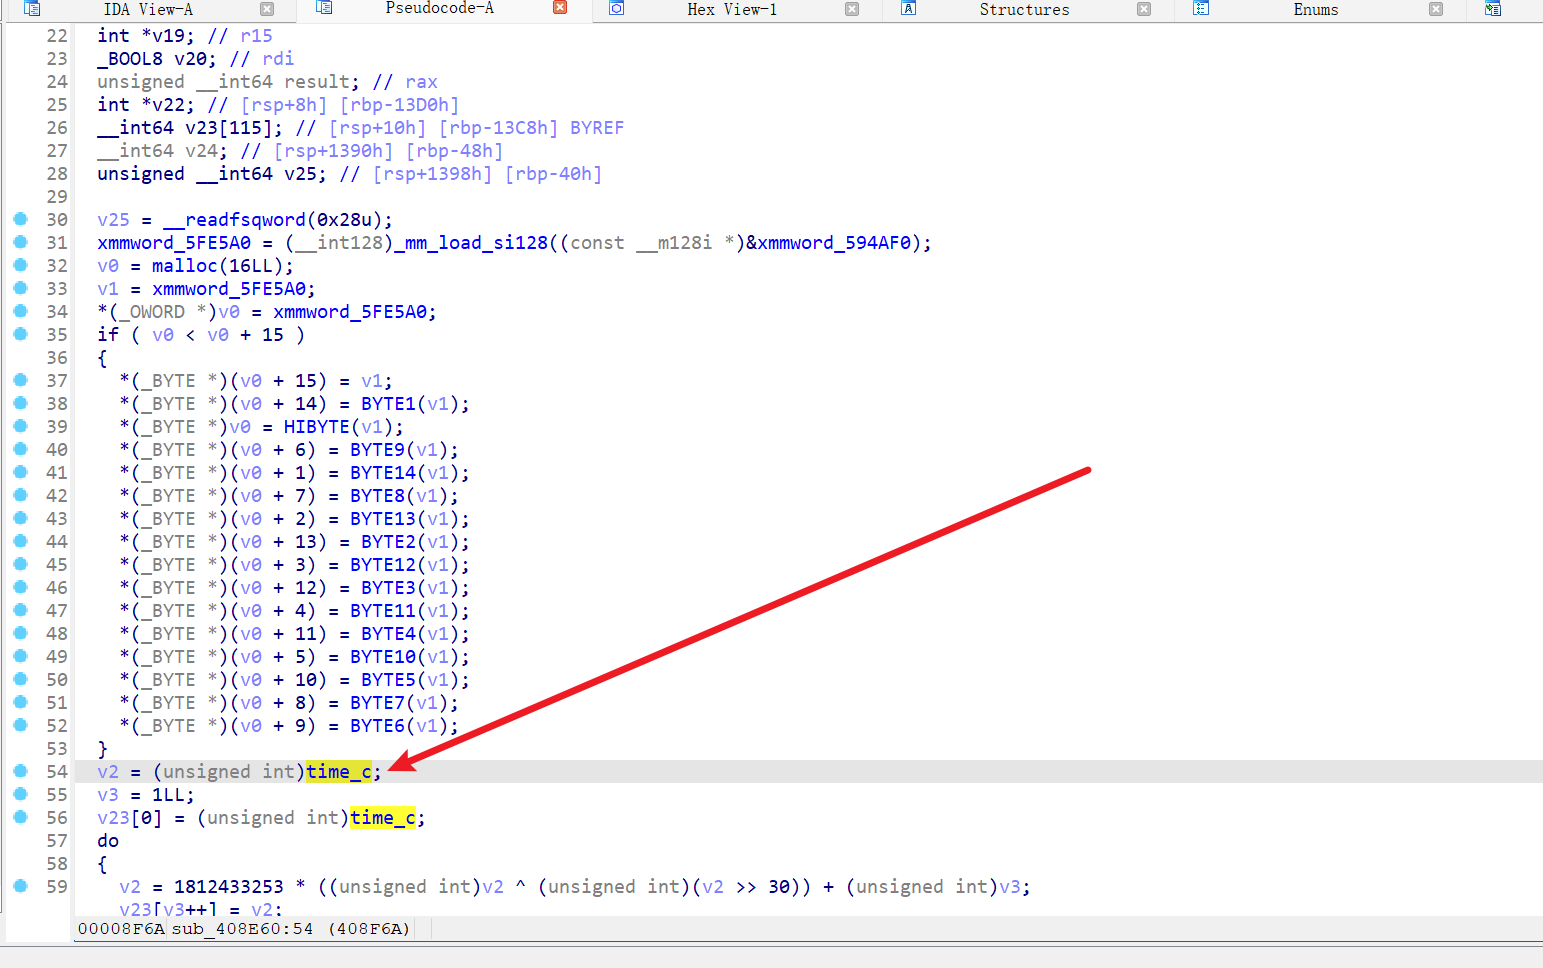 IDA View-A
Pseudocode-A
Hex View-1
Structures
Enums
22 int *v19; // r15
23 _BOOL8 v20; // rdi
24 unsigned __int64 result; // rax
25 int *v22; // [rsp+8h] [rbp-13D0h]
26 __int64 v23[115]; // [rsp+10h] [rbp-13C8h] BYREF
27 __int64 v24; // [rsp+1390h] [rbp-48h]
28 unsigned __int64 v25; // [rsp+1398h] [rbp-40h]
29
30 v25 = __readfsqword(0x28u);
31 xmmword_5FE5A0 = (__int128)_mm_load_si128((const __m128i *)&xmmword_594AF0);
32 v0 = malloc(16LL);
33 v1 = xmmword_5FE5A0;
34 *(_OWORD *)v0 = xmmword_5FE5A0;
35 if ( v0 < v0 + 15 )
36 {
37 *(_BYTE *)(v0 + 15) = v1;
38 *(_BYTE *)(v0 + 14) = BYTE1(v1);
39 *(_BYTE *)v0 = HIBYTE(v1);
40 *(_BYTE *)(v0 + 6) = BYTE9(v1);
41 *(_BYTE *)(v0 + 1) = BYTE14(v1);
42 *(_BYTE *)(v0 + 7) = BYTE8(v1);
43 *(_BYTE *)(v0 + 2) = BYTE13(v1);
44 *(_BYTE *)(v0 + 13) = BYTE2(v1);
45 *(_BYTE *)(v0 + 3) = BYTE12(v1);
46 *(_BYTE *)(v0 + 12) = BYTE3(v1);
47 *(_BYTE *)(v0 + 4) = BYTE11(v1);
48 *(_BYTE *)(v0 + 11) = BYTE4(v1);
49 *(_BYTE *)(v0 + 5) = BYTE10(v1);
50 *(_BYTE *)(v0 + 10) = BYTE5(v1);
51 *(_BYTE *)(v0 + 8) = BYTE7(v1);
52 *(_BYTE *)(v0 + 9) = BYTE6(v1);
53 }
54 v2 = (unsigned int)time_c;
55 v3 = 1LL;
56 v23[0] = (unsigned int)time_c;
57 do
58 {
59 v2 = 1812433253 * ((unsigned int)v2 ^ (unsigned int)(v2 >> 30)) + (unsigned int)v3;
v23[v3++] = v2;
00008F6A sub_408E60:54 (408F6A)